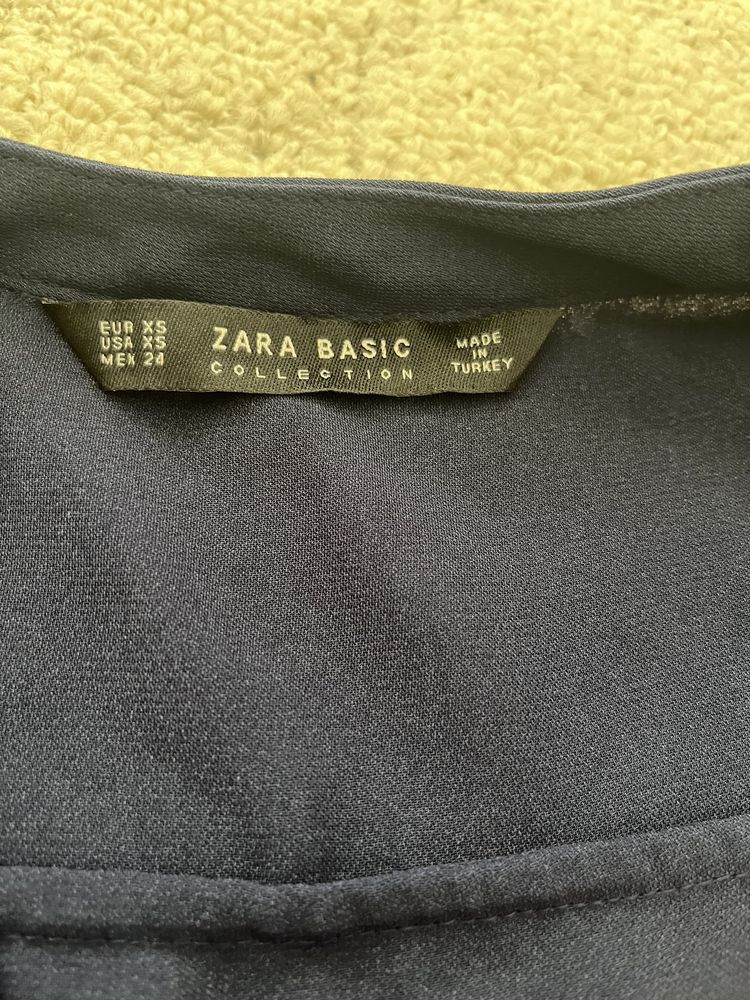 EUR XS
USA XS
MEX 24
ZARA BASIC
COLLECTION
MADE
IN
TURKEY